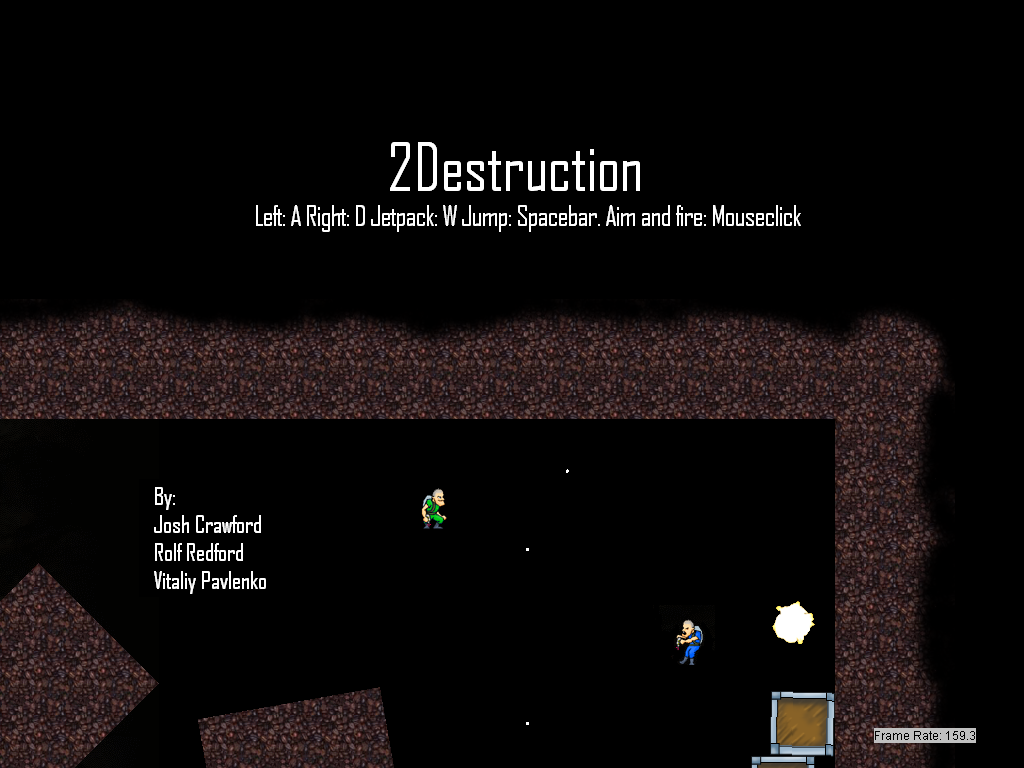 2Destruction
Left: A Right: D Jetpack: W Jump: Spacebar. Aim and fire: Mouseclick
By:
Josh Crawford
Rolf Redford
Vitaliy Pavlenko
Frame Rate: 159.3